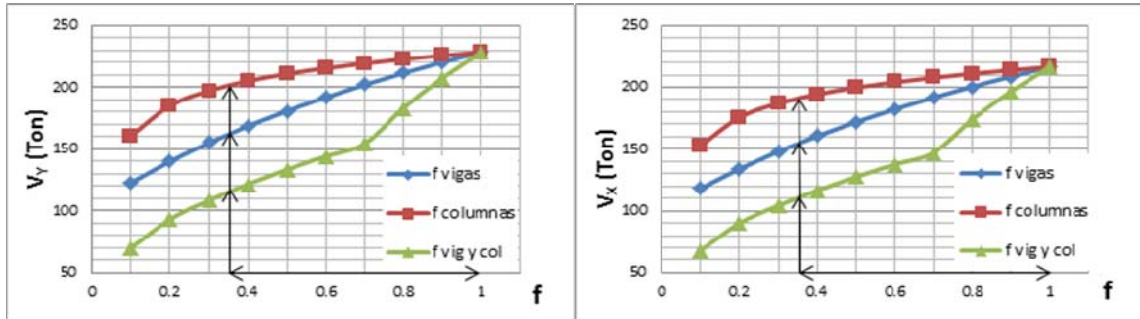 250
200
150
100
50
V_Y (Ton)
0 0.2 0.4 0.6 0.8 1
f
f vigas
f columnas
f vig y col
250
200
150
100
50
V_X (Ton)
0 0.2 0.4 0.6 0.8 1
f
f vigas
f columnas
f vig y col